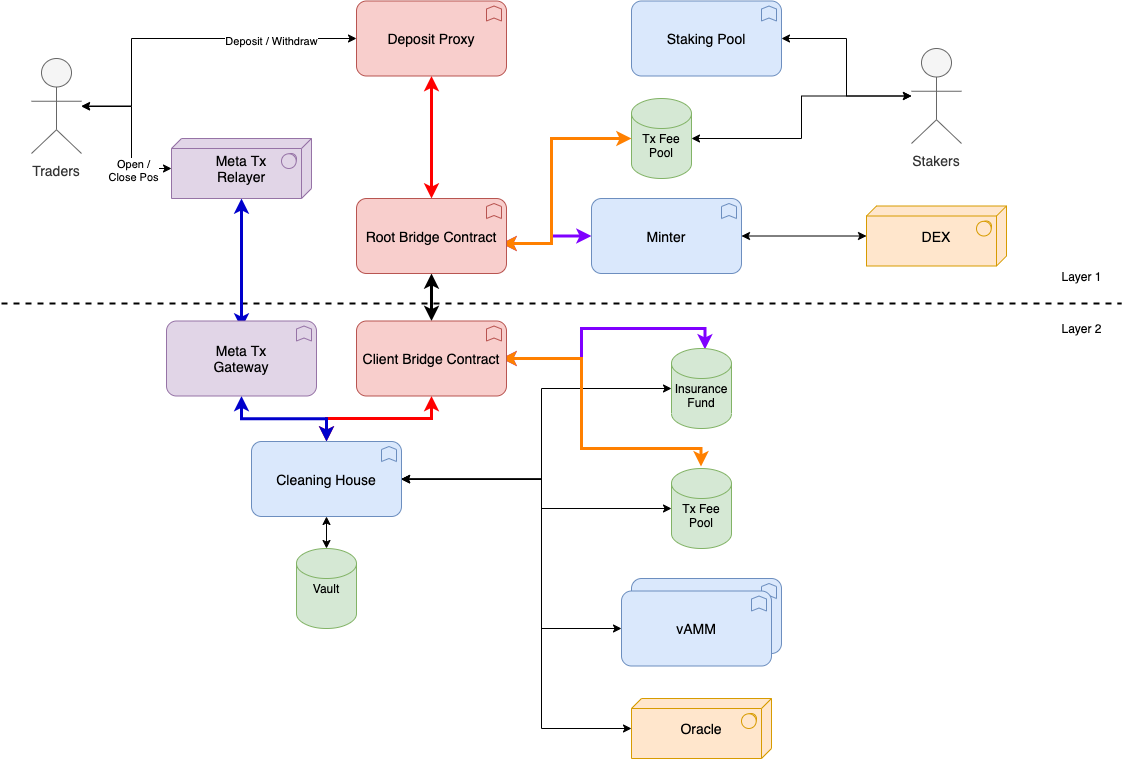 Deposit Proxy
Staking Pool
Deposit / Withdraw
Tx Fee
Pool
Traders
Stakers
Open /
Close Pos
Meta Tx
Relayer
Root Bridge Contract
Minter
DEX
Layer 1
Layer 2
Meta Tx
Gateway
Client Bridge Contract
Insurance
Fund
Cleaning House
Tx Fee
Pool
Vault
vAMM
Oracle